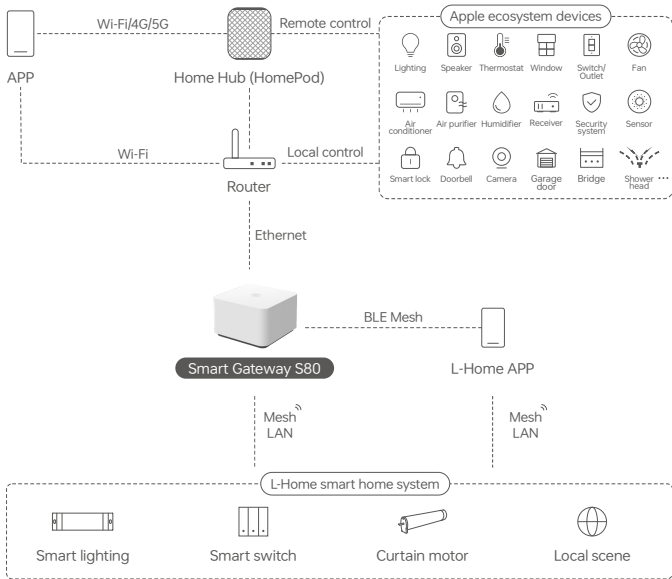 Wi-Fi/4G/5G
Remote control
Apple ecosystem devices
APP
Home Hub (HomePod)
Lighting
Speaker
Thermostat
Window
Switch/
Outlet
Fan
Air
conditioner
Air purifier
Humidifier
Receiver
Security
system
Sensor
Wi-Fi
Local control
Router
Smart lock
Doorbell
Camera
Garage
door
Bridge
Shower
head
...
Ethernet
BLE Mesh
Smart Gateway S80
L-Home APP
Mesh
LAN
Mesh
LAN
L-Home smart home system
Smart lighting
Smart switch
Curtain motor
Local scene